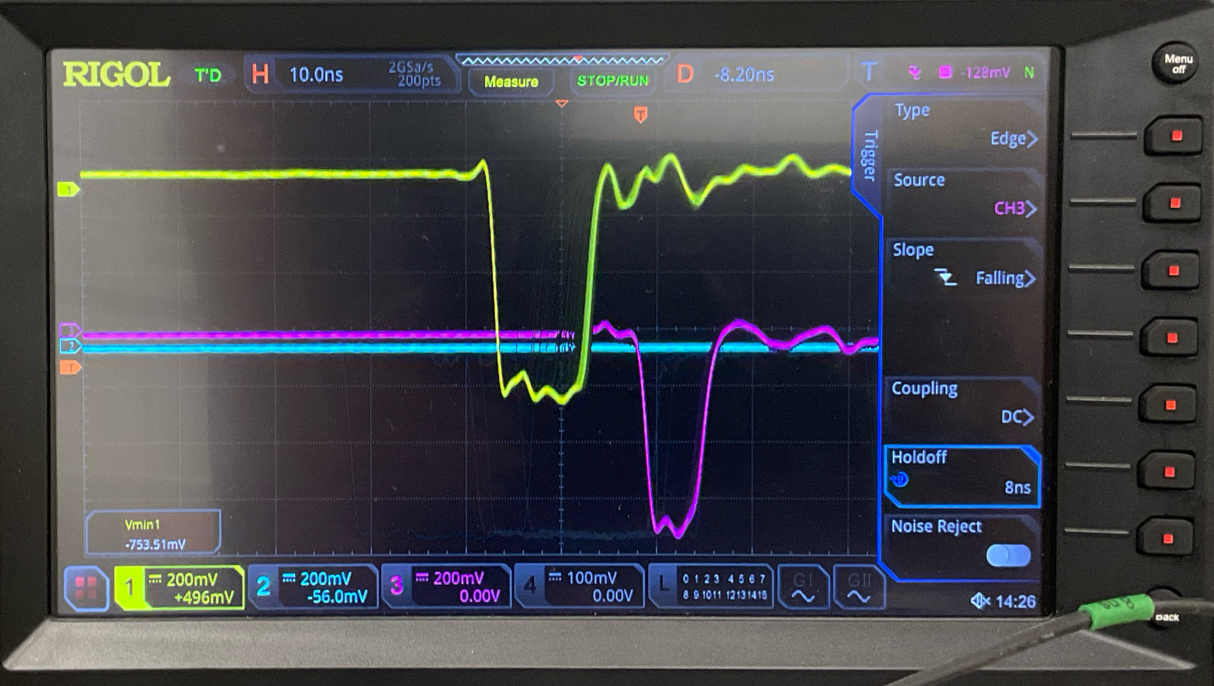 RIGOL T'D H 10.0ns 2GSa/s 200pts Measure STOP/RUN D -8.20ns T -128mV N
Menu off
T
Trigger
Type
Edge>
Source
CH3>
Slope
Falling>
Coupling
DC>
Holdoff
8ns
Noise Reject
1
3
2
T
Vmin1
-753.51mV
1 200mV +496mV
2 200mV -56.0mV
3 200mV 0.00V
4 100mV 0.00V
L 0 1 2 3 4 5 6 7
8 9 10 11 12 13 14 15
GI GII
14:26
Back